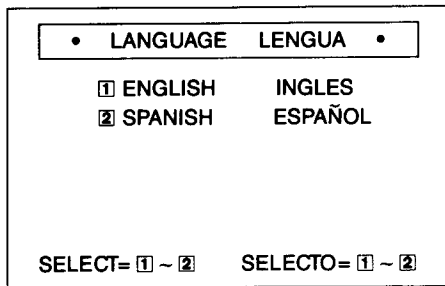 • LANGUAGE LENGUA •
1 ENGLISH INGLES
2 SPANISH ESPAÑOL
SELECT= 1 ~ 2 SELECTO= 1 ~ 2